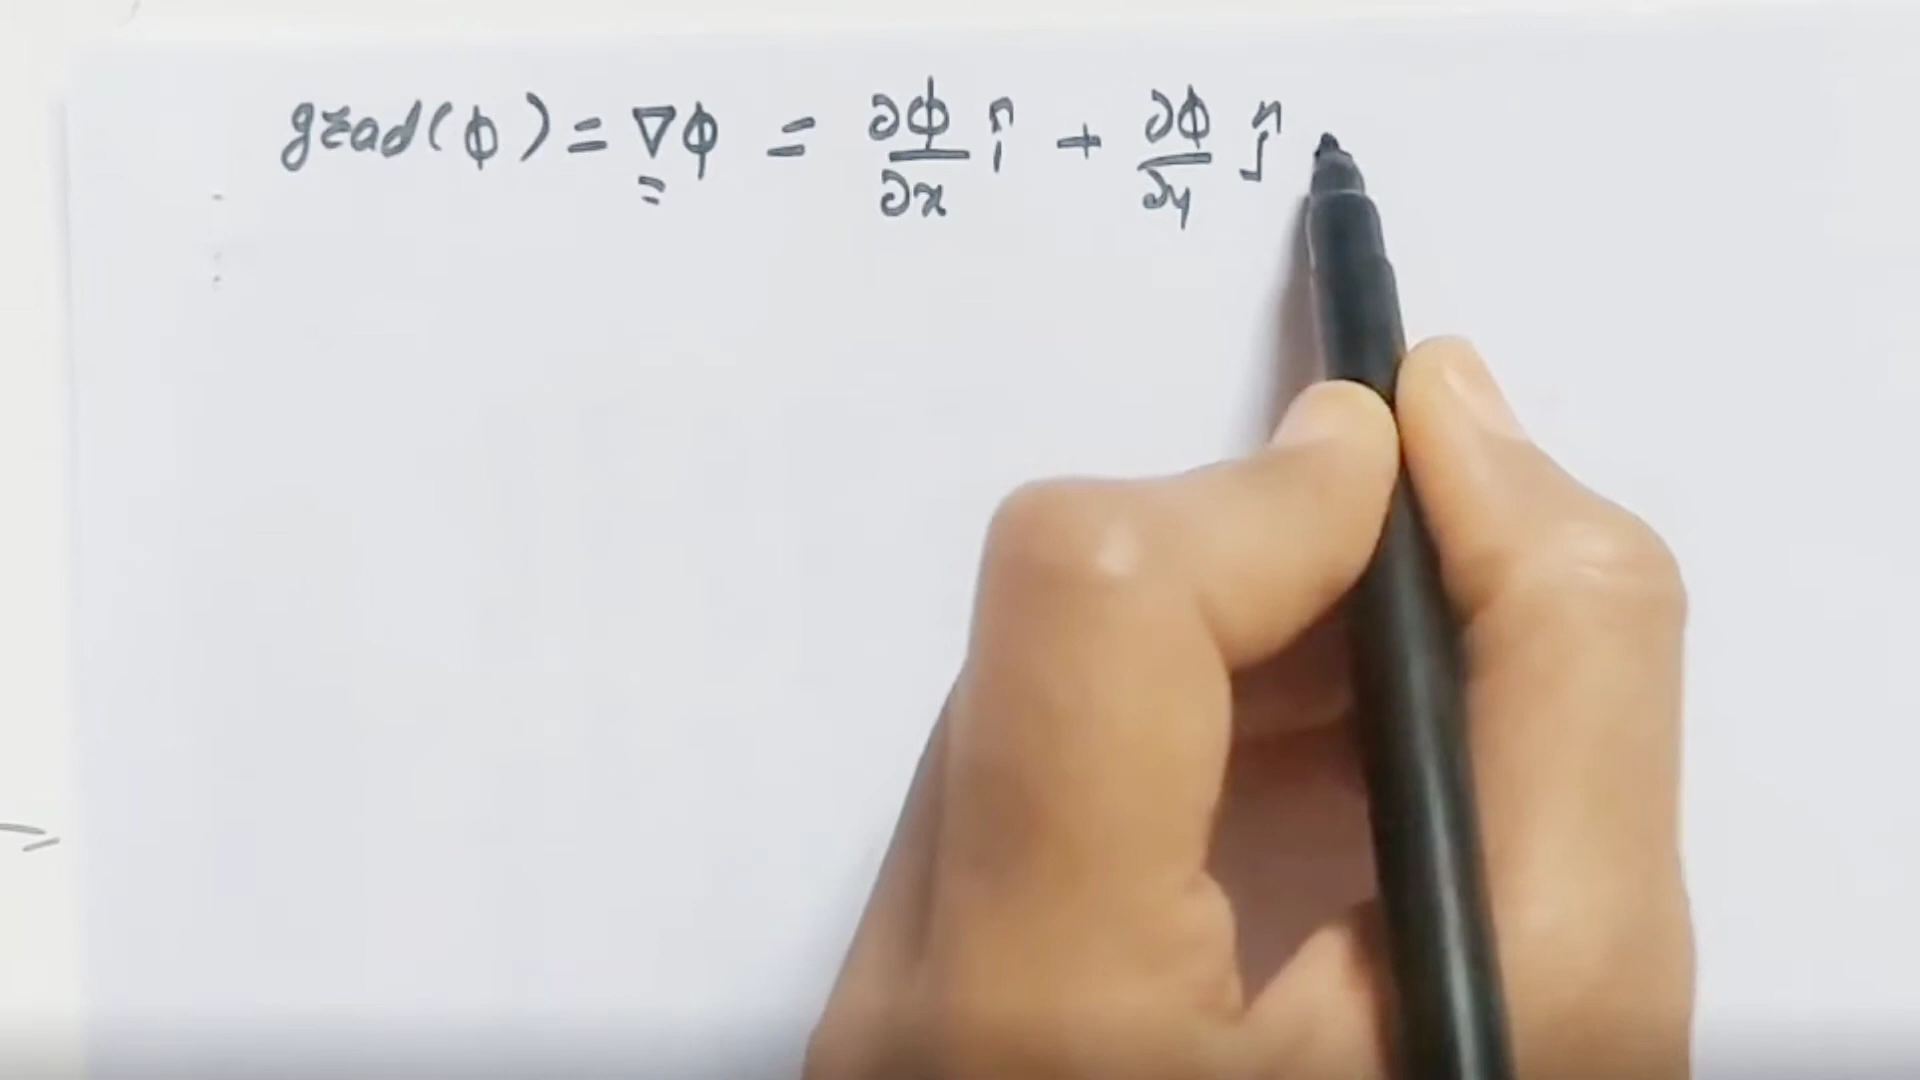 grad(ϕ) = ∇ϕ = ∂ϕ/∂x î + ∂ϕ/∂y ĵ